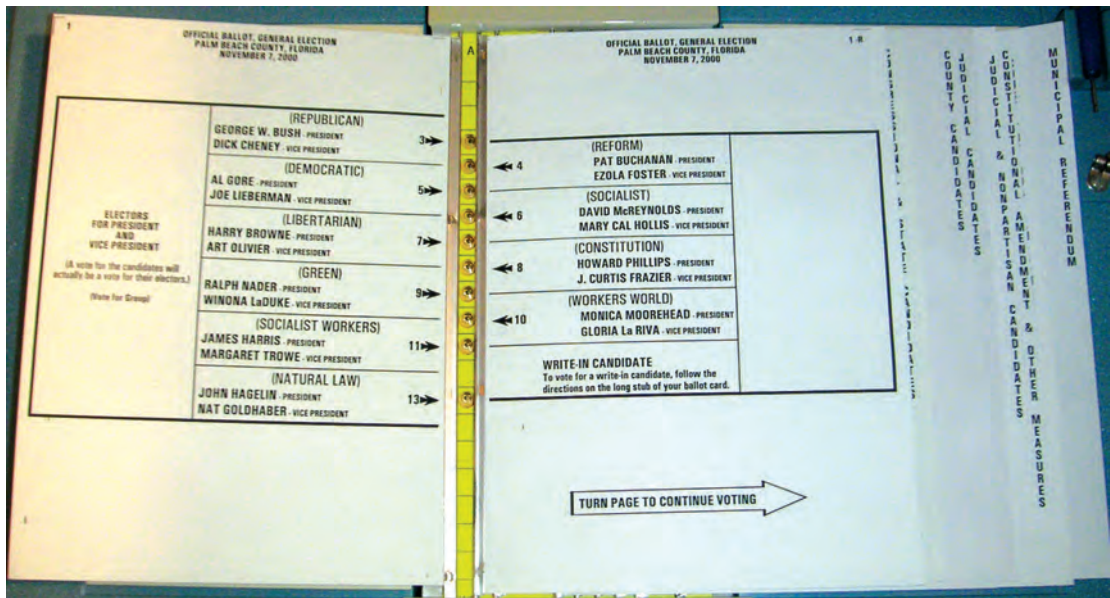 1
OFFICIAL BALLOT, GENERAL ELECTION
PALM BEACH COUNTY, FLORIDA
NOVEMBER 7, 2000
ELECTORS
FOR PRESIDENT
AND
VICE PRESIDENT
(A vote for the candidates will
actually be a vote for their electors.)
(Vote for Group)
(REPUBLICAN)
GEORGE W. BUSH - PRESIDENT
DICK CHENEY - VICE PRESIDENT
3
(DEMOCRATIC)
AL GORE - PRESIDENT
JOE LIEBERMAN - VICE PRESIDENT
5
(LIBERTARIAN)
HARRY BROWNE - PRESIDENT
ART OLIVIER - VICE PRESIDENT
7
(GREEN)
RALPH NADER - PRESIDENT
WINONA LaDUKE - VICE PRESIDENT
9
(SOCIALIST WORKERS)
JAMES HARRIS - PRESIDENT
MARGARET TROWE - VICE PRESIDENT
11
(NATURAL LAW)
JOHN HAGELIN - PRESIDENT
NAT GOLDHABER - VICE PRESIDENT
13
A
OFFICIAL BALLOT, GENERAL ELECTION
PALM BEACH COUNTY, FLORIDA
NOVEMBER 7, 2000
1-R
4
(REFORM)
PAT BUCHANAN - PRESIDENT
EZOLA FOSTER - VICE PRESIDENT
6
(SOCIALIST)
DAVID McREYNOLDS - PRESIDENT
MARY CAL HOLLIS - VICE PRESIDENT
8
(CONSTITUTION)
HOWARD PHILLIPS - PRESIDENT
J. CURTIS FRAZIER - VICE PRESIDENT
10
(WORKERS WORLD)
MONICA MOOREHEAD - PRESIDENT
GLORIA La RIVA - VICE PRESIDENT
WRITE-IN CANDIDATE
To vote for a write-in candidate, follow the
directions on the long stub of your ballot card.
TURN PAGE TO CONTINUE VOTING
CONGRESSIONAL & STATE CANDIDATES
COUNTY CANDIDATES
JUDICIAL CANDIDATES
JUDICIAL & NONPARTISAN CANDIDATES
CONSTITUTIONAL AMENDMENT & OTHER MEASURES
MUNICIPAL REFERENDUM